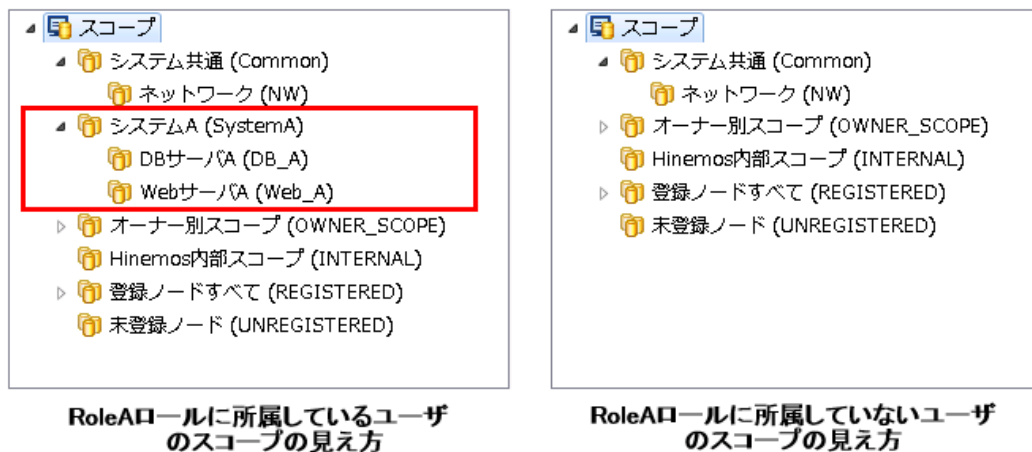 スコープ
システム共通 (Common)
ネットワーク (NW)
システムA (SystemA)
DBサーバA (DB_A)
WebサーバA (Web_A)
オーナー別スコープ (OWNER_SCOPE)
Hinemos内部スコープ (INTERNAL)
登録ノードすべて (REGISTERED)
未登録ノード (UNREGISTERED)
RoleAロールに所属しているユーザ
のスコープの見え方
スコープ
システム共通 (Common)
ネットワーク (NW)
オーナー別スコープ (OWNER_SCOPE)
Hinemos内部スコープ (INTERNAL)
登録ノードすべて (REGISTERED)
未登録ノード (UNREGISTERED)
RoleAロールに所属していないユーザ
のスコープの見え方